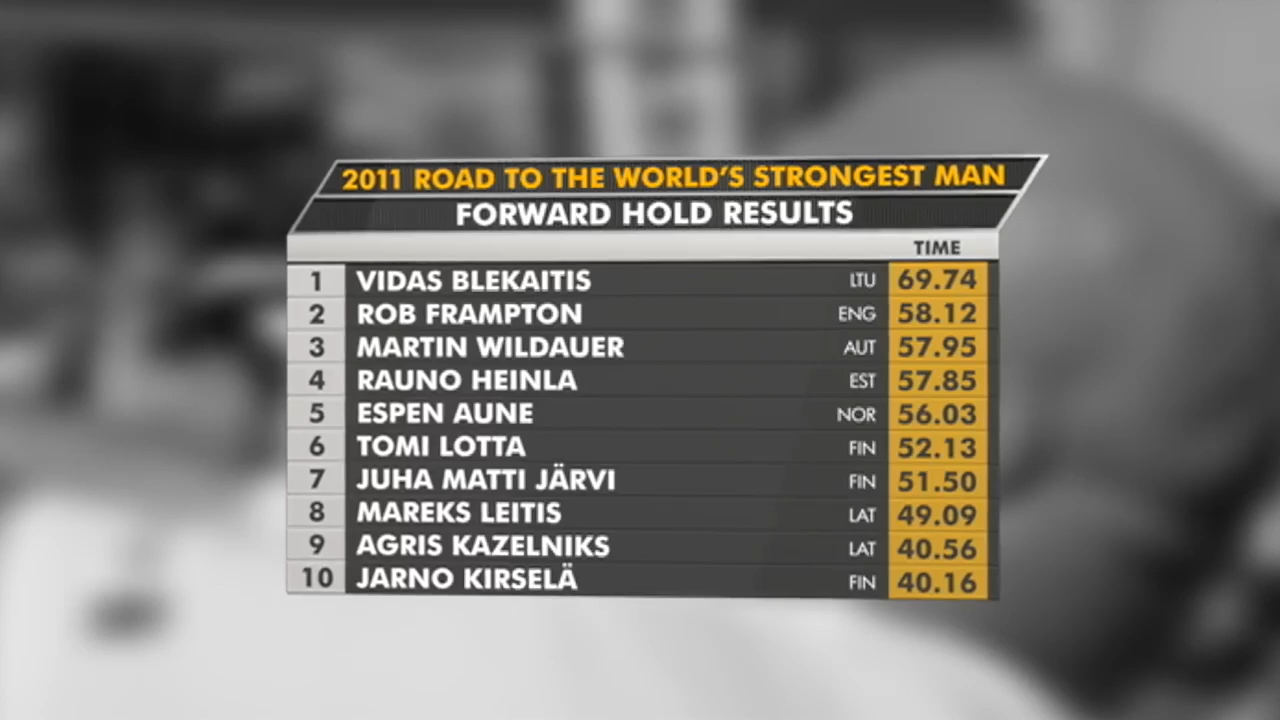 2011 ROAD TO THE WORLD'S STRONGEST MAN
FORWARD HOLD RESULTS
TIME
1 VIDAS BLEKAITIS LTU 69.74
2 ROB FRAMPTON ENG 58.12
3 MARTIN WILDAUER AUT 57.95
4 RAUNO HEINLA EST 57.85
5 ESPEN AUNE NOR 56.03
6 TOMI LOTTA FIN 52.13
7 JUHA MATTI JÄRVI FIN 51.50
8 MAREKS LEITIS LAT 49.09
9 AGRIS KAZELNIKS LAT 40.56
10 JARNO KIRSELÄ FIN 40.16